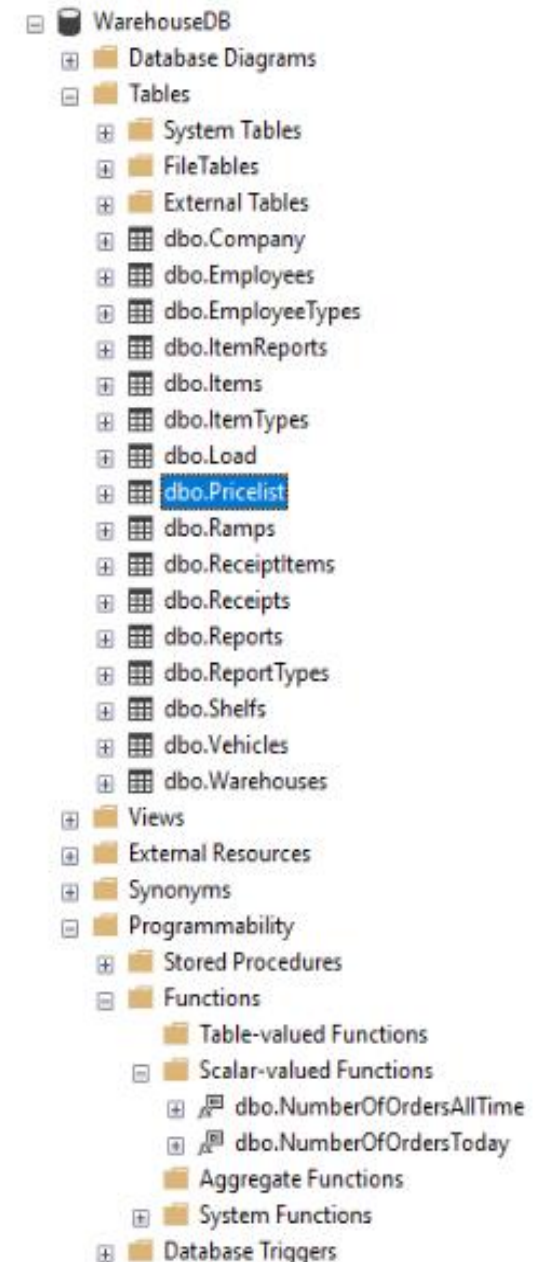 WarehouseDB
Database Diagrams
Tables
System Tables
FileTables
External Tables
dbo.Company
dbo.Employees
dbo.EmployeeTypes
dbo.ItemReports
dbo.Items
dbo.ItemTypes
dbo.Load
dbo.Pricelist
dbo.Ramps
dbo.ReceiptItems
dbo.Receipts
dbo.Reports
dbo.ReportTypes
dbo.Shelfs
dbo.Vehicles
dbo.Warehouses
Views
External Resources
Synonyms
Programmability
Stored Procedures
Functions
Table-valued Functions
Scalar-valued Functions
dbo.NumberOfOrdersAllTime
dbo.NumberOfOrdersToday
Aggregate Functions
System Functions
Database Triggers